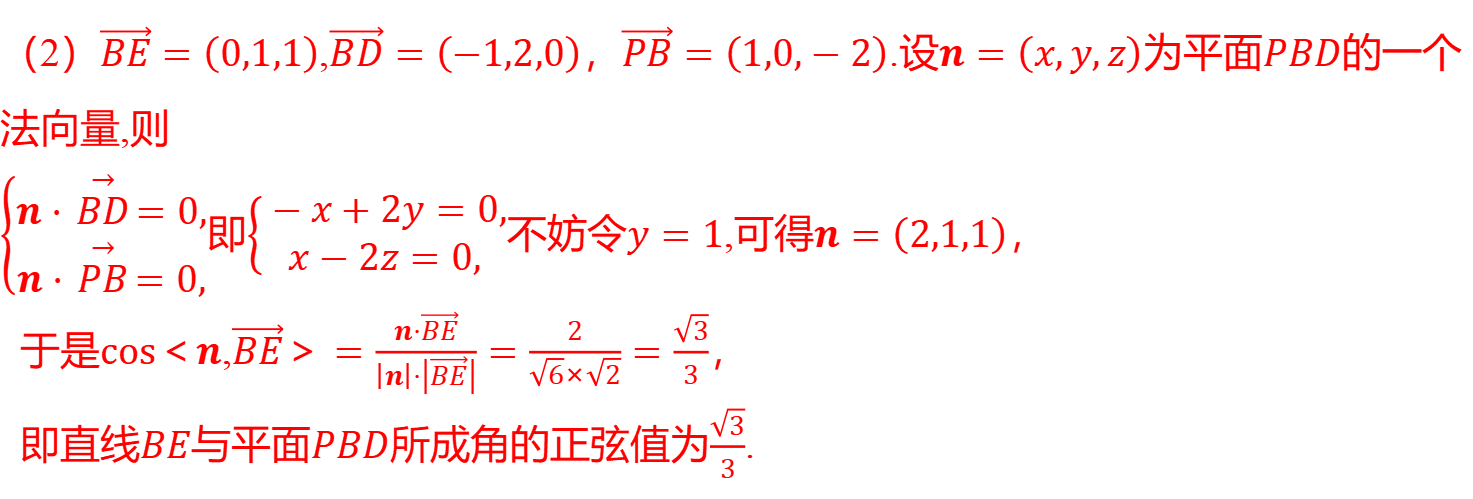 （2）$\overrightarrow{BE}=(0,1,1)$,$\overrightarrow{BD}=(-1,2,0)$，$\overrightarrow{PB}=(1,0,-2)$.设$\boldsymbol{n}=(x,y,z)$为平面$PBD$的一个
法向量,则
$\begin{cases}\boldsymbol{n}\cdot\overrightarrow{BD}=0,\\ \boldsymbol{n}\cdot\overrightarrow{PB}=0,\end{cases}$即$\begin{cases}-x+2y=0,\\ x-2z=0,\end{cases}$不妨令$y=1$,可得$\boldsymbol{n}=(2,1,1)$，
于是$\cos<\boldsymbol{n},\overrightarrow{BE}>=\frac{\boldsymbol{n}\cdot\overrightarrow{BE}}{|\boldsymbol{n}|\cdot|\overrightarrow{BE}|}=\frac{2}{\sqrt{6}\times\sqrt{2}}=\frac{\sqrt{3}}{3}$，
即直线$BE$与平面$PBD$所成角的正弦值为$\frac{\sqrt{3}}{3}$.